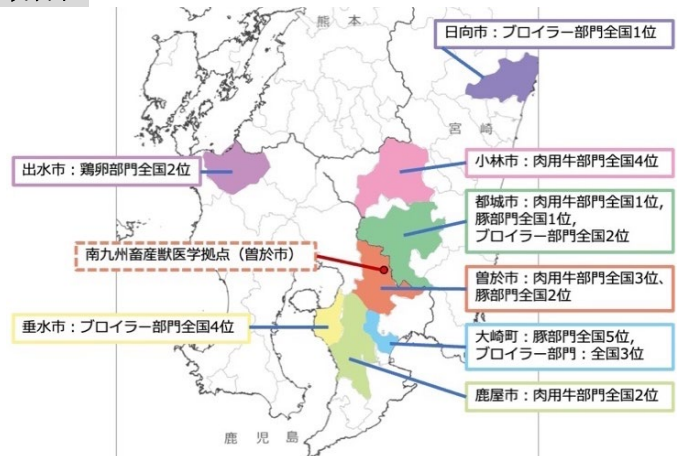 熊 本
日向市：ブロイラー部門全国1位
宮 崎
出水市：鶏卵部門全国2位
小林市：肉用牛部門全国4位
都城市：肉用牛部門全国1位,
豚部門全国1位,
ブロイラー部門全国2位
南九州畜産獣医学拠点（曽於市）
曽於市：肉用牛部門全国3位、
豚部門全国2位
垂水市：ブロイラー部門全国4位
大崎町：豚部門全国5位,
ブロイラー部門：全国3位
鹿屋市：肉用牛部門全国2位
鹿 児 島